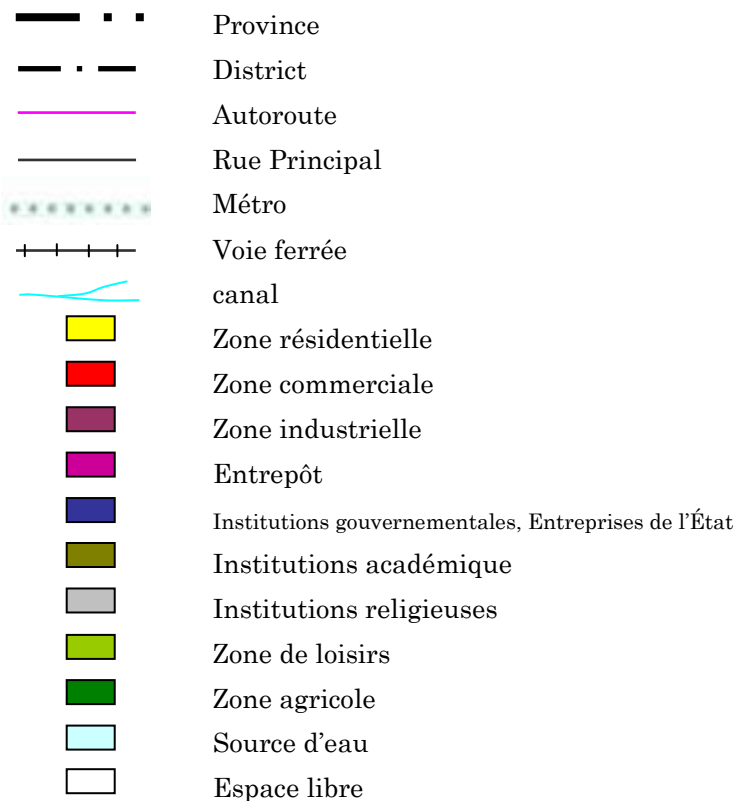 Province
District
Autoroute
Rue Principal
Métro
Voie ferrée
canal
Zone résidentielle
Zone commerciale
Zone industrielle
Entrepôt
Institutions gouvernementales, Entreprises de l’État
Institutions académique
Institutions religieuses
Zone de loisirs
Zone agricole
Source d’eau
Espace libre